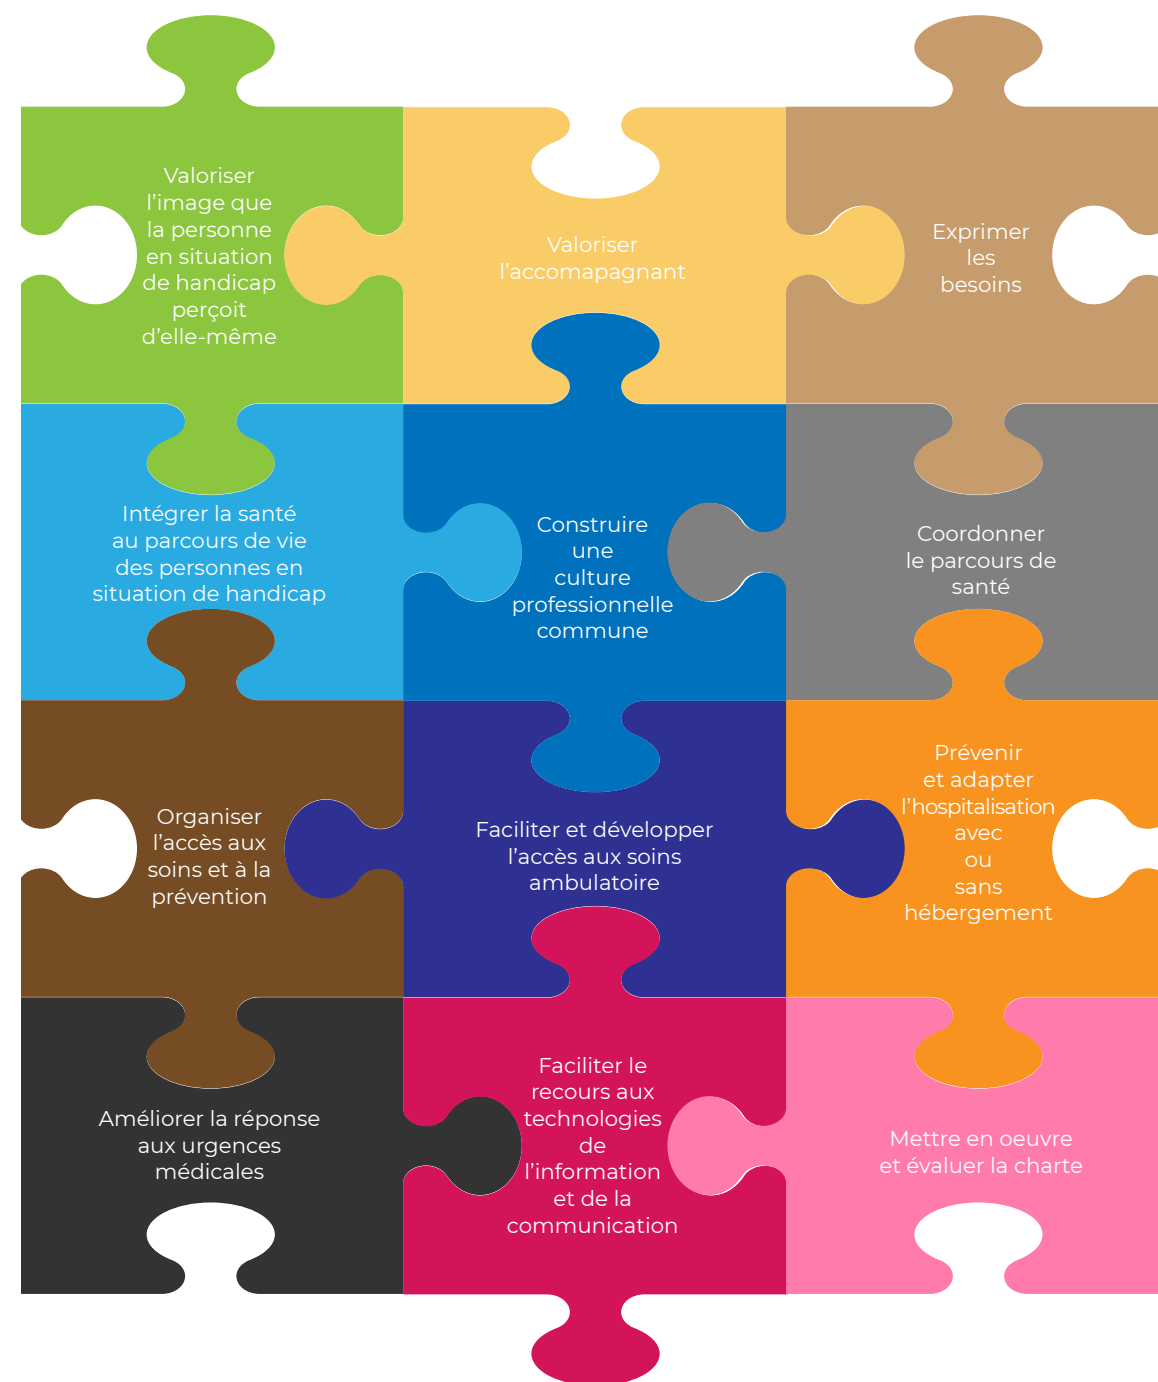 Valoriser
l'image que
la personne
en situation
de handicap
perçoit
d'elle-même
Valoriser
l'accomapagnant
Exprimer
les
besoins
Intégrer la santé
au parcours de vie
des personnes en
situation de handicap
Construire
une
culture
professionnelle
commune
Coordonner
le parcours de
santé
Organiser
l'accès aux
soins et à la
prévention
Faciliter et développer
l'accès aux soins
ambulatoire
Prévenir
et adapter
l'hospitalisation
avec
ou
sans
hébergement
Améliorer la réponse
aux urgences
médicales
Faciliter le
recours aux
technologies
de
l'information
et de la
communication
Mettre en oeuvre
et évaluer la charte